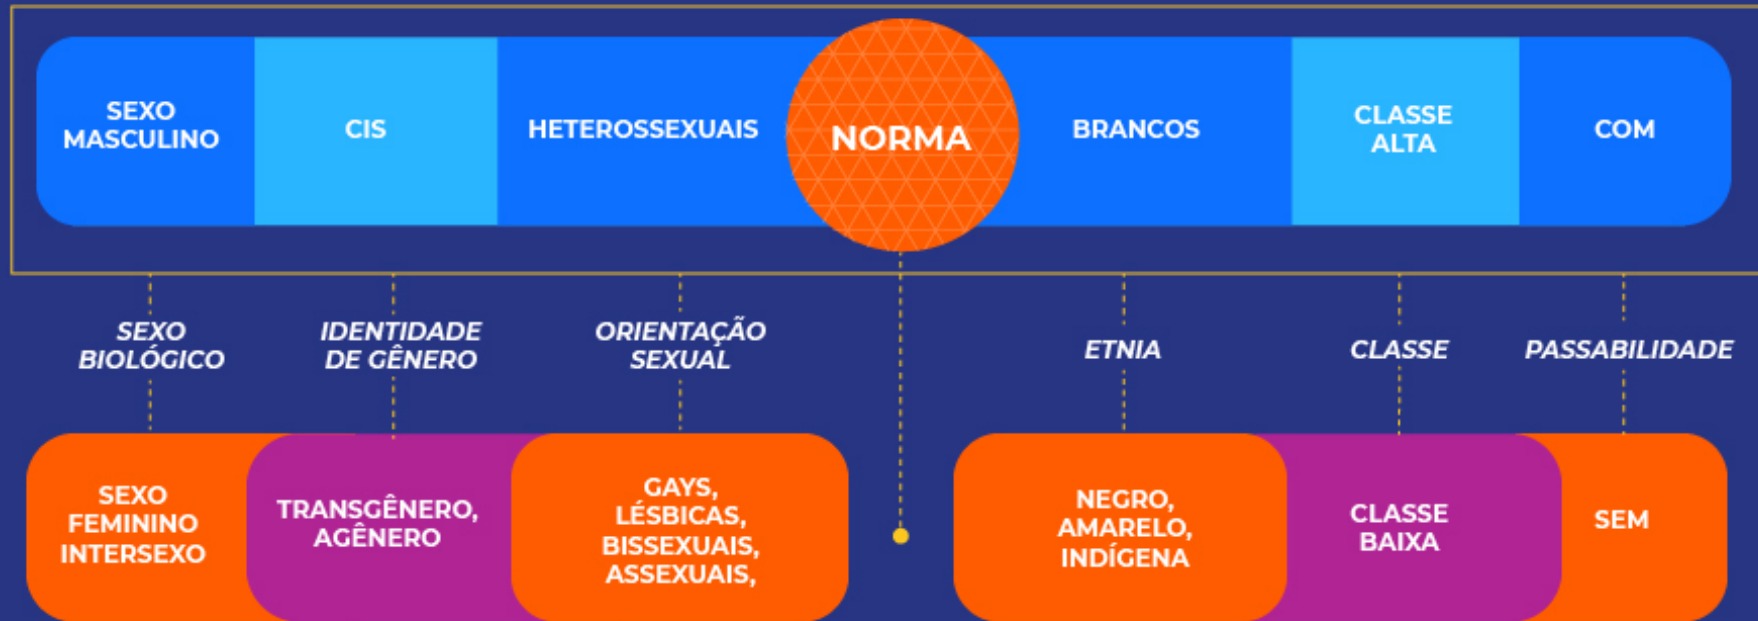 SEXO
MASCULINO
CIS
HETEROSSEXUAIS
NORMA
BRANCOS
CLASSE
ALTA
COM
SEXO
BIOLÓGICO
IDENTIDADE
DE GÊNERO
ORIENTAÇÃO
SEXUAL
ETNIA
CLASSE
PASSABILIDADE
SEXO
FEMININO
INTERSEXO
TRANSGÊNERO,
AGÊNERO
GAYS,
LÉSBICAS,
BISSEXUAIS,
ASSEXUAIS,
NEGRO,
AMARELO,
INDÍGENA
CLASSE
BAIXA
SEM